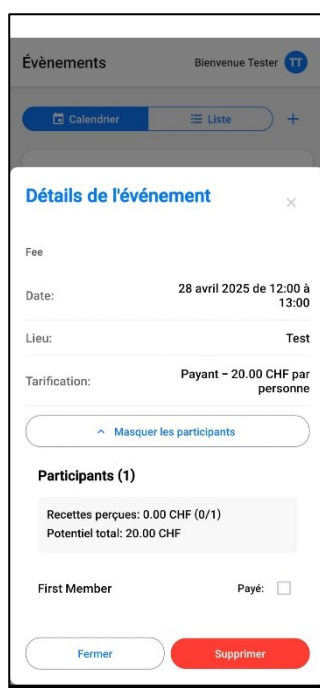 Évènements
Bienvenue Tester TT
Calendrier
Liste
+
Détails de l'événement
×
Fee
Date: 28 avril 2025 de 12:00 à
13:00
Lieu: Test
Tarification: Payant – 20.00 CHF par
personne
Masquer les participants
Participants (1)
Recettes perçues: 0.00 CHF (0/1)
Potentiel total: 20.00 CHF
First Member Payé:
Fermer
Supprimer